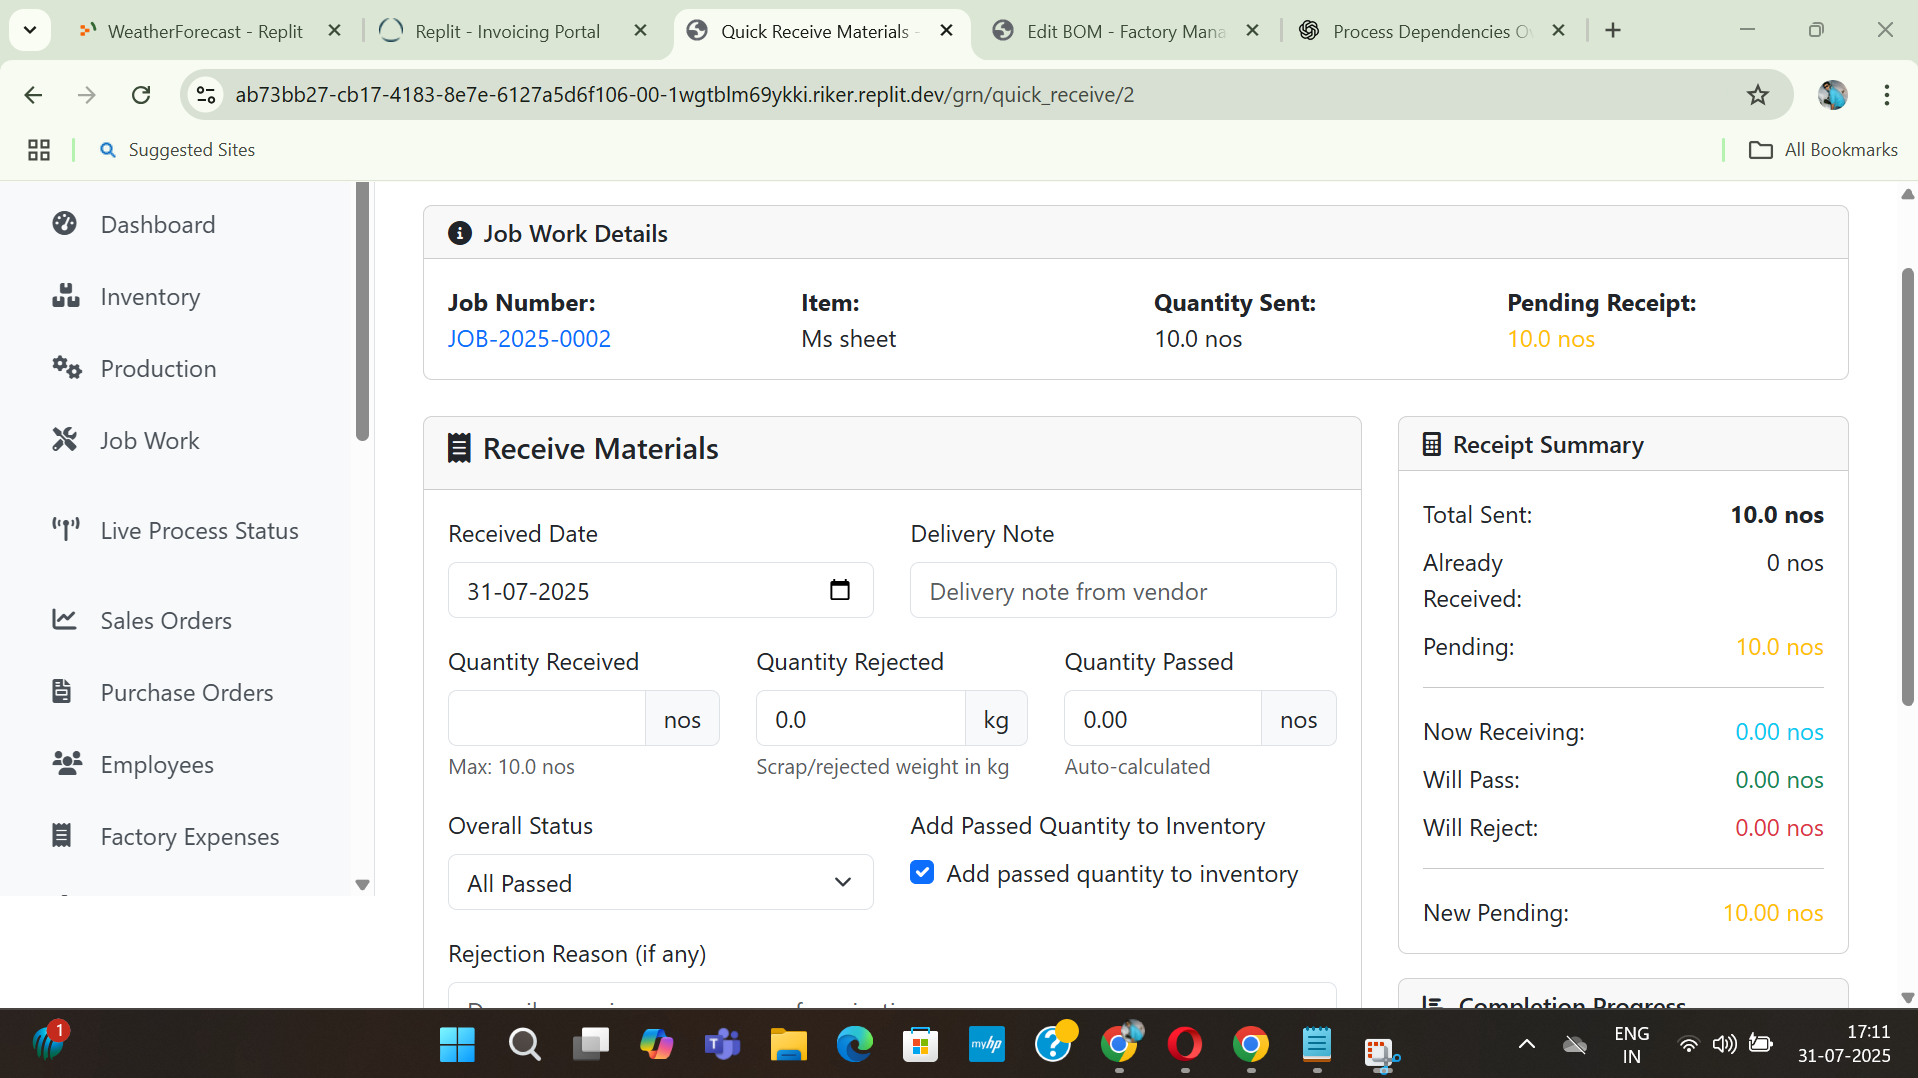 WeatherForecast - Replit
Replit - Invoicing Portal
Quick Receive Materials -
Edit BOM - Factory Mana
Process Dependencies Ov
ab73bb27-cb17-4183-8e7e-6127a5d6f106-00-1wgtblm69ykki.riker.replit.dev/grn/quick_receive/2
Suggested Sites
All Bookmarks
Dashboard
Inventory
Production
Job Work
Live Process Status
Sales Orders
Purchase Orders
Employees
Factory Expenses
Job Work Details
Job Number:
JOB-2025-0002
Item:
Ms sheet
Quantity Sent:
10.0 nos
Pending Receipt:
10.0 nos
Receive Materials
Received Date
31-07-2025
Delivery Note
Delivery note from vendor
Quantity Received
nos
Max: 10.0 nos
Quantity Rejected
0.0 kg
Scrap/rejected weight in kg
Quantity Passed
0.00 nos
Auto-calculated
Overall Status
All Passed
Add Passed Quantity to Inventory
Add passed quantity to inventory
Rejection Reason (if any)
Receipt Summary
Total Sent: 10.0 nos
Already Received: 0 nos
Pending: 10.0 nos
Now Receiving: 0.00 nos
Will Pass: 0.00 nos
Will Reject: 0.00 nos
New Pending: 10.00 nos
Completion Progress
1
myhp
ENG
IN
17:11
31-07-2025